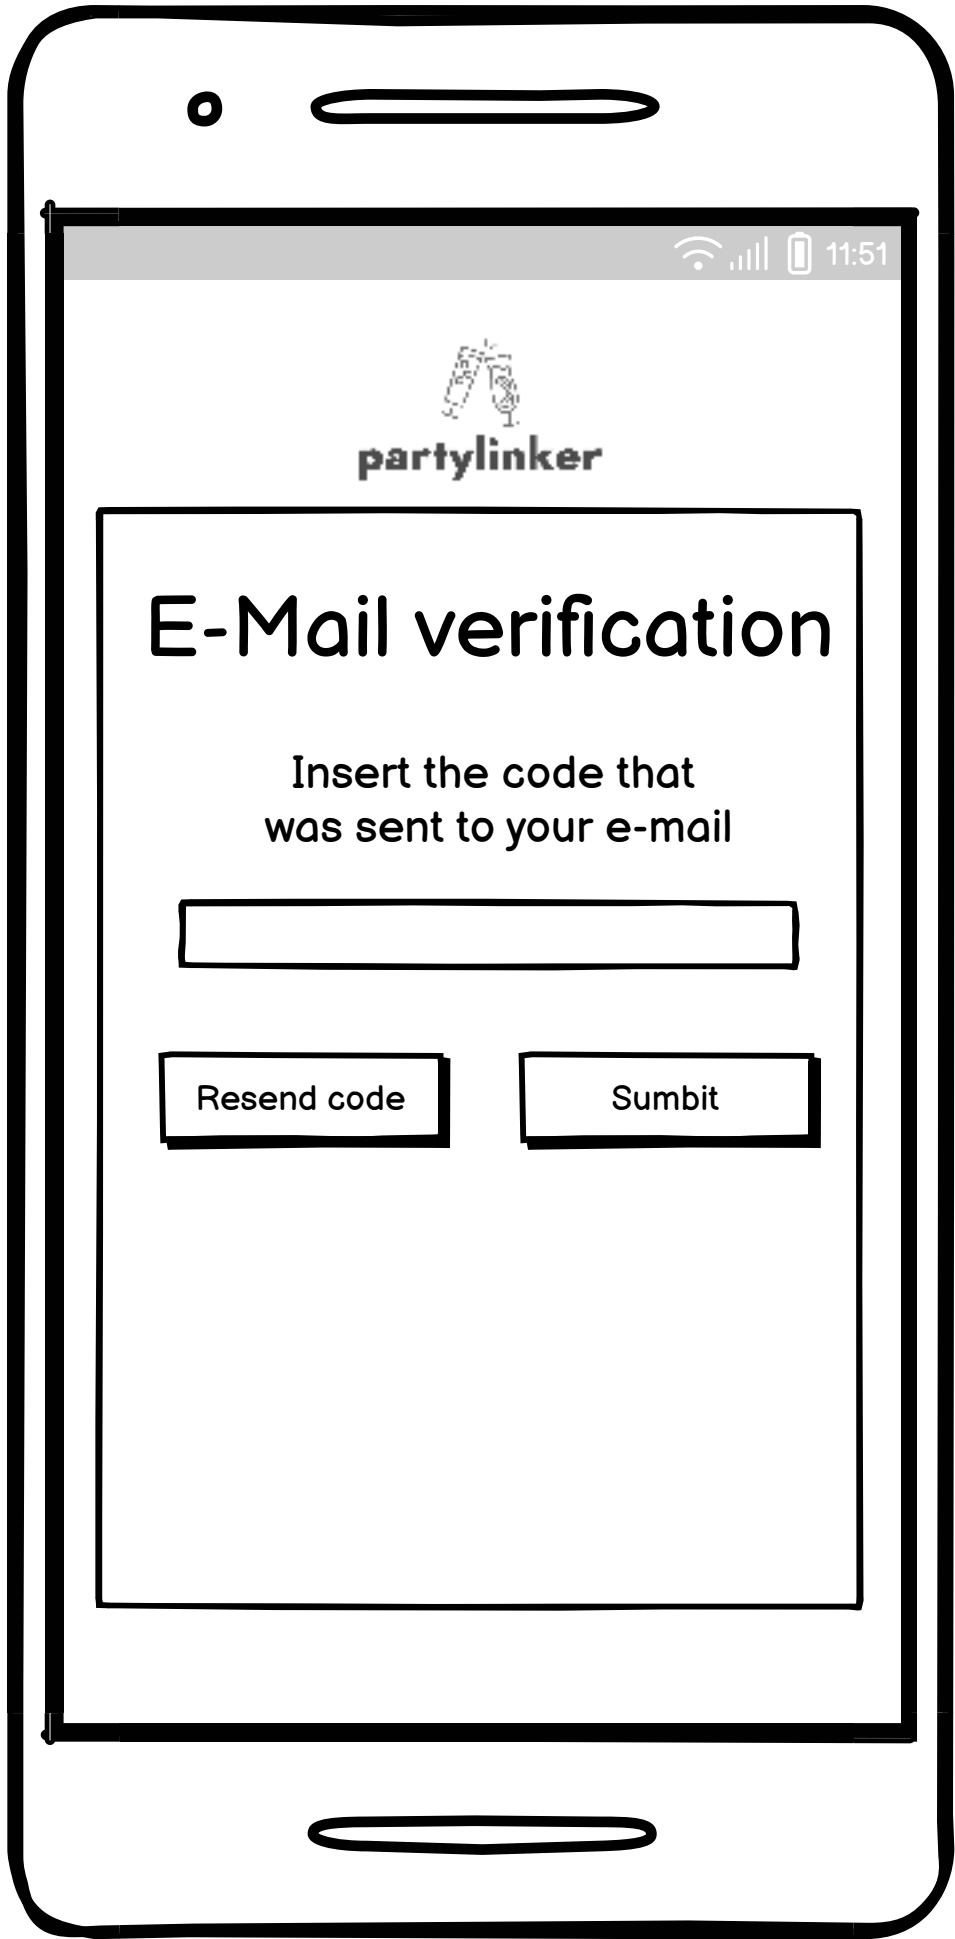 11:51
partylinker
E-Mail verification
Insert the code that
was sent to your e-mail
Resend code
Sumbit